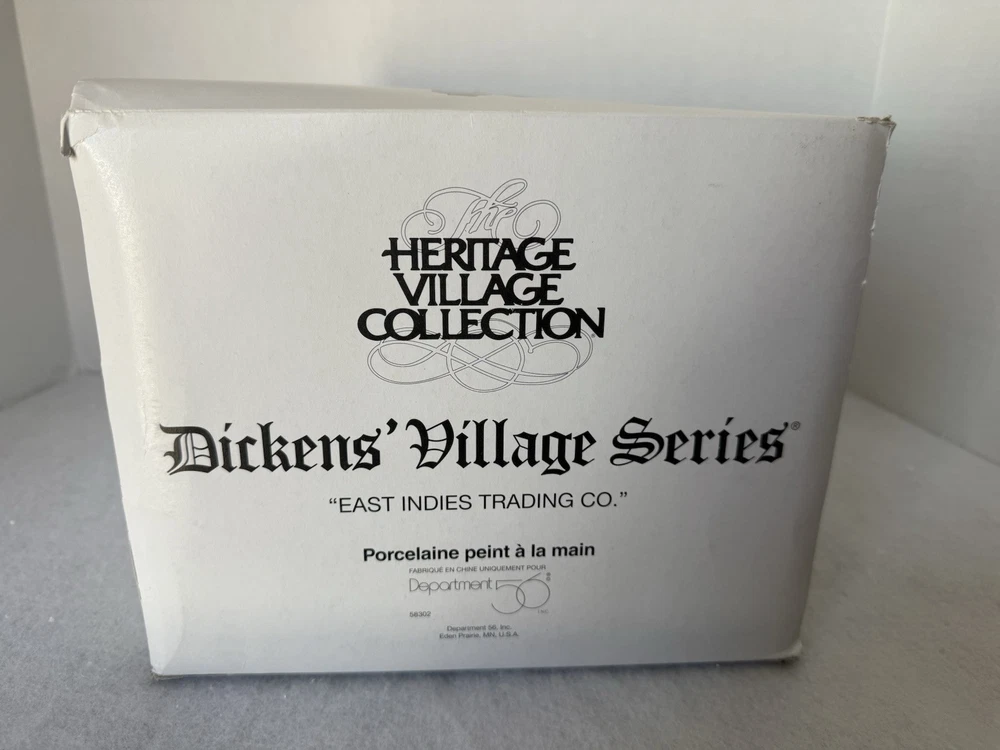 The
HERITAGE
VILLAGE
COLLECTION
Dickens' Village Series®
“EAST INDIES TRADING CO.”
Porcelaine peint à la main
FABRIQUÉ EN CHINE UNIQUEMENT POUR
Department 56®
58302
INC
Department 56, Inc.
Eden Prairie, MN, U.S.A.